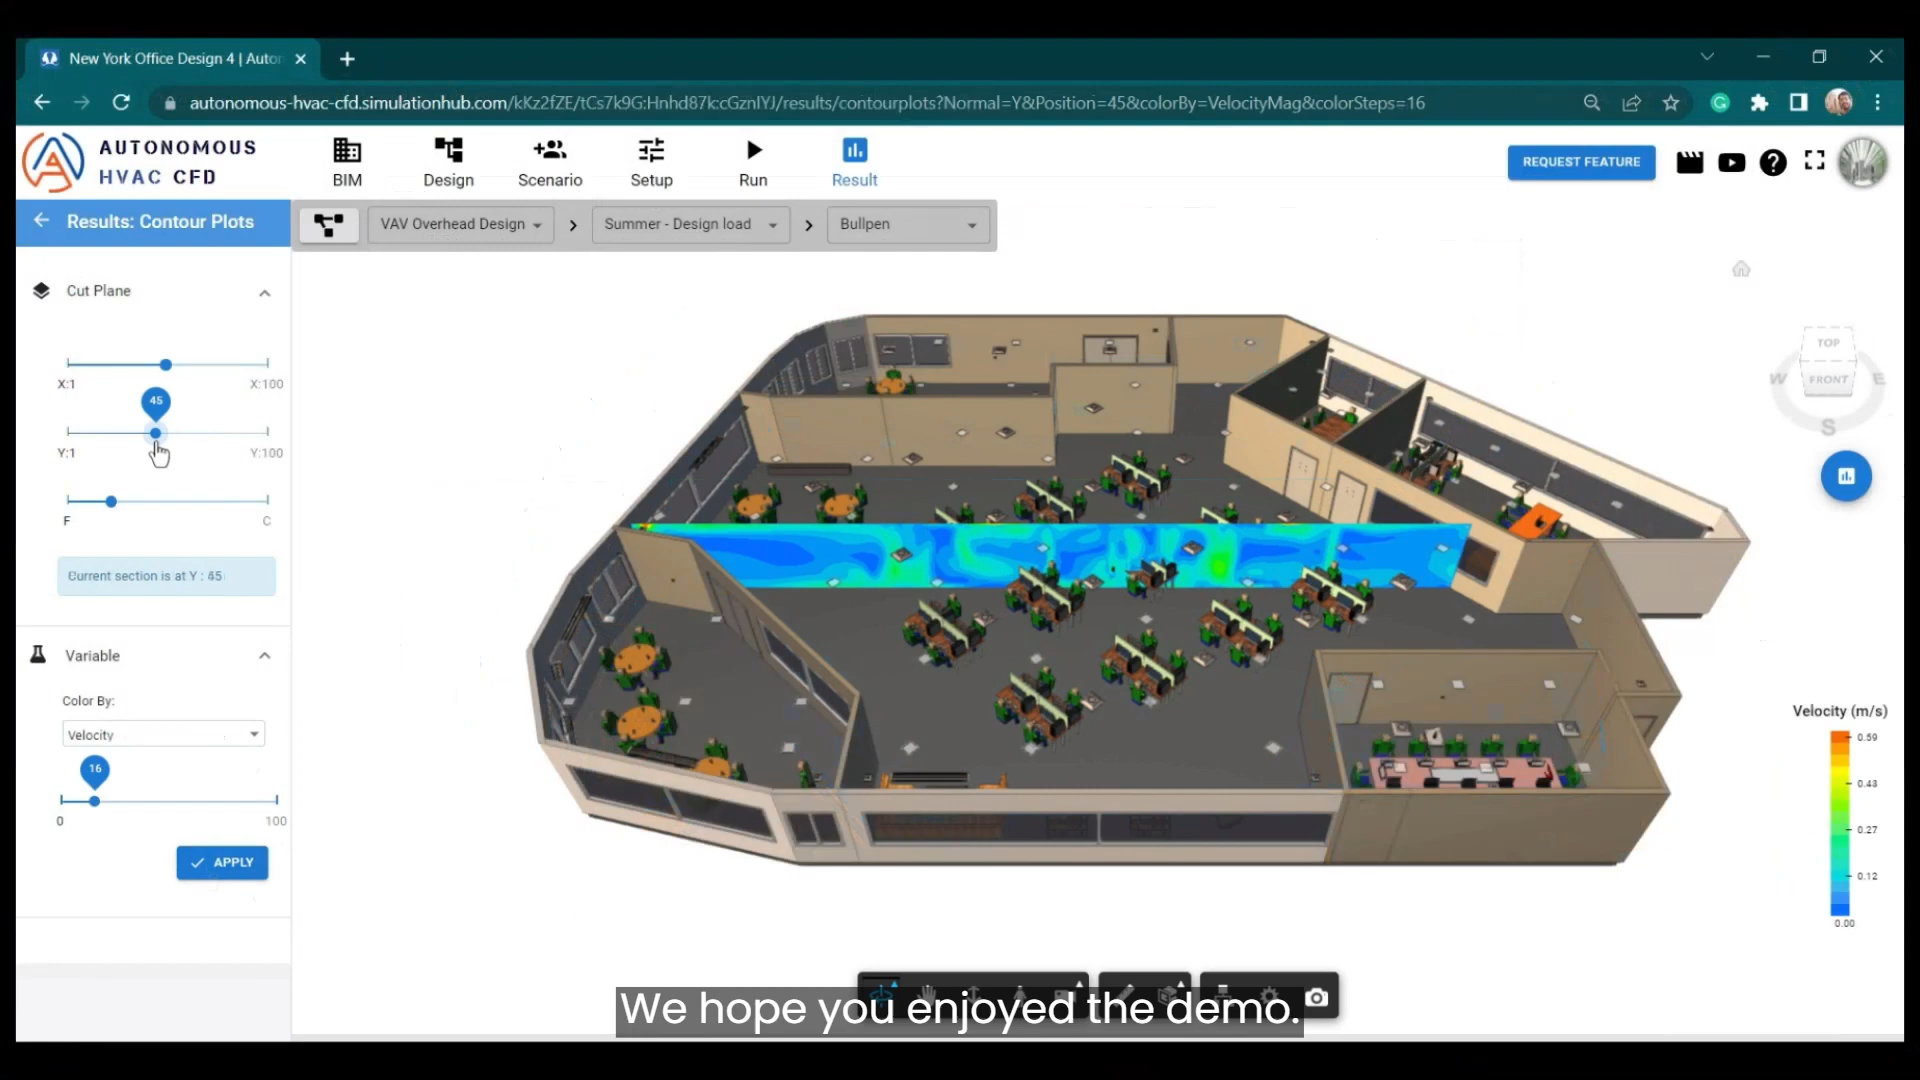 New York Office Design 4 | Auton
autonomous-hvac-cfd.simulationhub.com/kKz2fZE/tCs7k9G:Hnhd87k:cGznlYJ/results/contourplots?Normal=Y&Position=45&colorBy=VelocityMag&colorSteps=16
AUTONOMOUS
HVAC CFD
BIM
Design
Scenario
Setup
Run
Result
REQUEST FEATURE
Results: Contour Plots
VAV Overhead Design
Summer - Design load
Bullpen
Cut Plane
X:1
X:100
45
Y:1
Y:100
F
C
Current section is at Y : 45
Variable
Color By:
Velocity
16
0
100
APPLY
TOP
FRONT
W
E
S
Velocity (m/s)
0.59
0.43
0.27
0.12
0.00
We hope you enjoyed the demo.